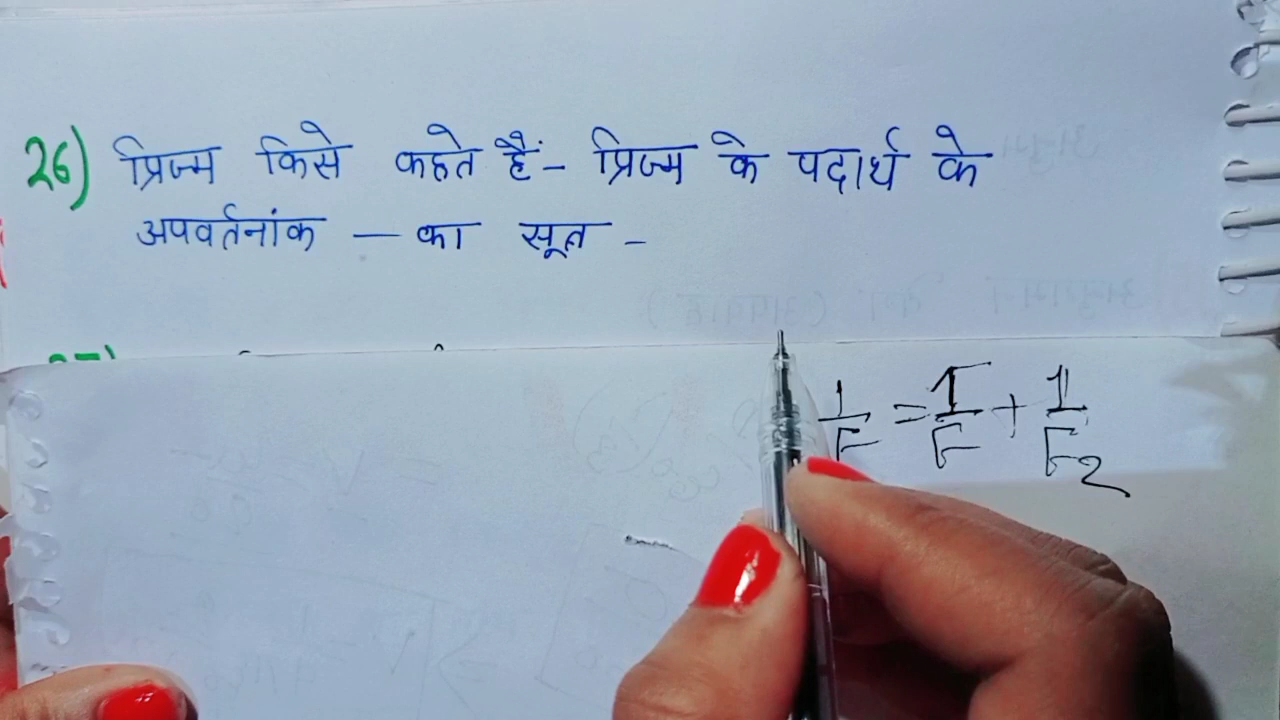 26) प्रिज्म किसे कहते हैं - प्रिज्म के पदार्थ के
अपवर्तनांक — का सूत्र -
1/F = 1/F + 1/F2